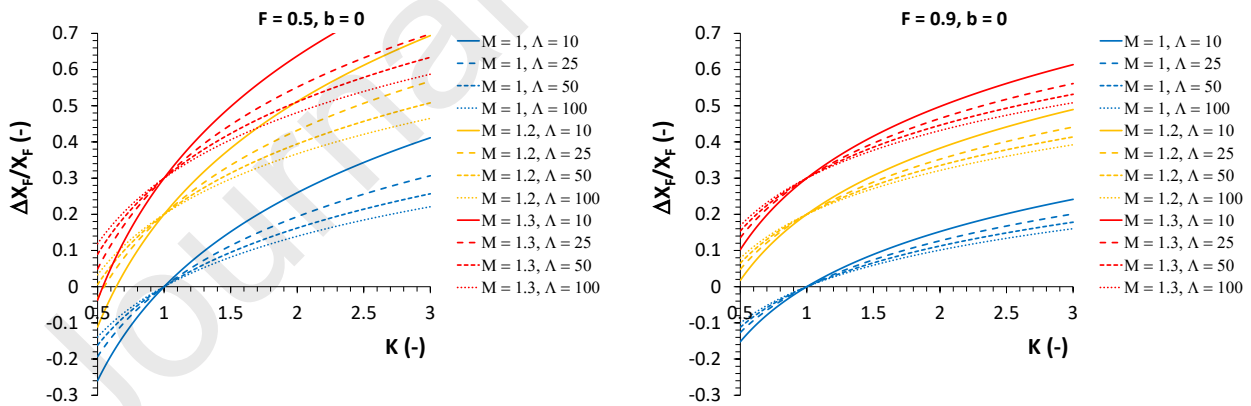 F = 0.5, b = 0
0.7
0.6
0.5
0.4
0.3
0.2
0.1
0
-0.1
-0.2
-0.3
0.5
1
1.5
2
2.5
3
ΔX_F/X_F (-)
K (-)
M = 1, Λ = 10
M = 1, Λ = 25
M = 1, Λ = 50
M = 1, Λ = 100
M = 1.2, Λ = 10
M = 1.2, Λ = 25
M = 1.2, Λ = 50
M = 1.2, Λ = 100
M = 1.3, Λ = 10
M = 1.3, Λ = 25
M = 1.3, Λ = 50
M = 1.3, Λ = 100
F = 0.9, b = 0
0.7
0.6
0.5
0.4
0.3
0.2
0.1
0
-0.1
-0.2
-0.3
0.5
1
1.5
2
2.5
3
ΔX_F/X_F (-)
K (-)
M = 1, Λ = 10
M = 1, Λ = 25
M = 1, Λ = 50
M = 1, Λ = 100
M = 1.2, Λ = 10
M = 1.2, Λ = 25
M = 1.2, Λ = 50
M = 1.2, Λ = 100
M = 1.3, Λ = 10
M = 1.3, Λ = 25
M = 1.3, Λ = 50
M = 1.3, Λ = 100
Journal